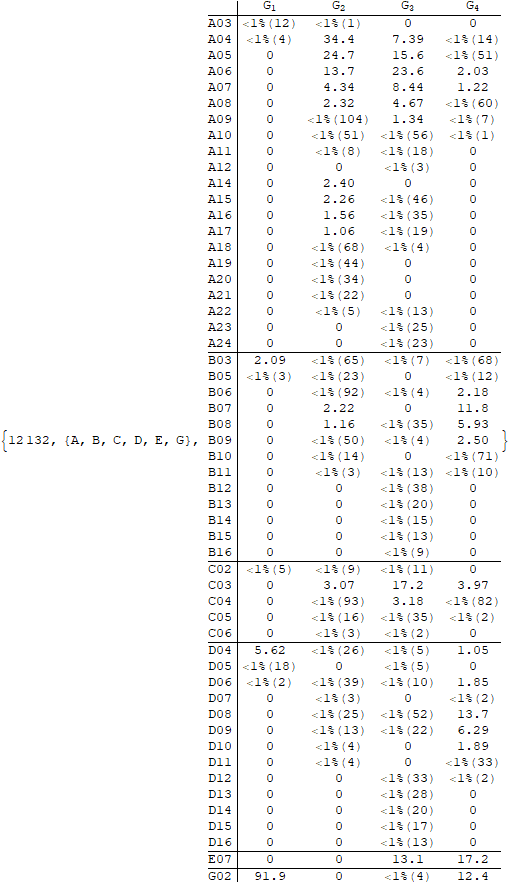 G1 G2 G3 G4
A03 <1%(12) <1%(1) 0 0
A04 <1%(4) 34.4 7.39 <1%(14)
A05 0 24.7 15.6 <1%(51)
A06 0 13.7 23.6 2.03
A07 0 4.34 8.44 1.22
A08 0 2.32 4.67 <1%(60)
A09 0 <1%(104) 1.34 <1%(7)
A10 0 <1%(51) <1%(56) <1%(1)
A11 0 <1%(8) <1%(18) 0
A12 0 0 <1%(3) 0
A14 0 2.40 0 0
A15 0 2.26 <1%(46) 0
A16 0 1.56 <1%(35) 0
A17 0 1.06 <1%(19) 0
A18 0 <1%(68) <1%(4) 0
A19 0 <1%(44) 0 0
A20 0 <1%(34) 0 0
A21 0 <1%(22) 0 0
A22 0 <1%(5) <1%(13) 0
A23 0 0 <1%(25) 0
A24 0 0 <1%(23) 0
B03 2.09 <1%(65) <1%(7) <1%(68)
B05 <1%(3) <1%(23) 0 <1%(12)
B06 0 <1%(92) <1%(4) 2.18
B07 0 2.22 0 11.8
B08 0 1.16 <1%(35) 5.93
{12132, {A, B, C, D, E, G}, B09 0 <1%(50) <1%(4) 2.50 }
B10 0 <1%(14) 0 <1%(71)
B11 0 <1%(3) <1%(13) <1%(10)
B12 0 0 <1%(38) 0
B13 0 0 <1%(20) 0
B14 0 0 <1%(15) 0
B15 0 0 <1%(13) 0
B16 0 0 <1%(9) 0
C02 <1%(5) <1%(9) <1%(11) 0
C03 0 3.07 17.2 3.97
C04 0 <1%(93) 3.18 <1%(82)
C05 0 <1%(16) <1%(35) <1%(2)
C06 0 <1%(3) <1%(2) 0
D04 5.62 <1%(26) <1%(5) 1.05
D05 <1%(18) 0 <1%(5) 0
D06 <1%(2) <1%(39) <1%(10) 1.85
D07 0 <1%(3) 0 <1%(2)
D08 0 <1%(25) <1%(52) 13.7
D09 0 <1%(13) <1%(22) 6.29
D10 0 <1%(4) 0 1.89
D11 0 <1%(4) 0 <1%(33)
D12 0 0 <1%(33) <1%(2)
D13 0 0 <1%(28) 0
D14 0 0 <1%(20) 0
D15 0 0 <1%(17) 0
D16 0 0 <1%(13) 0
E07 0 0 13.1 17.2
G02 91.9 0 <1%(4) 12.4